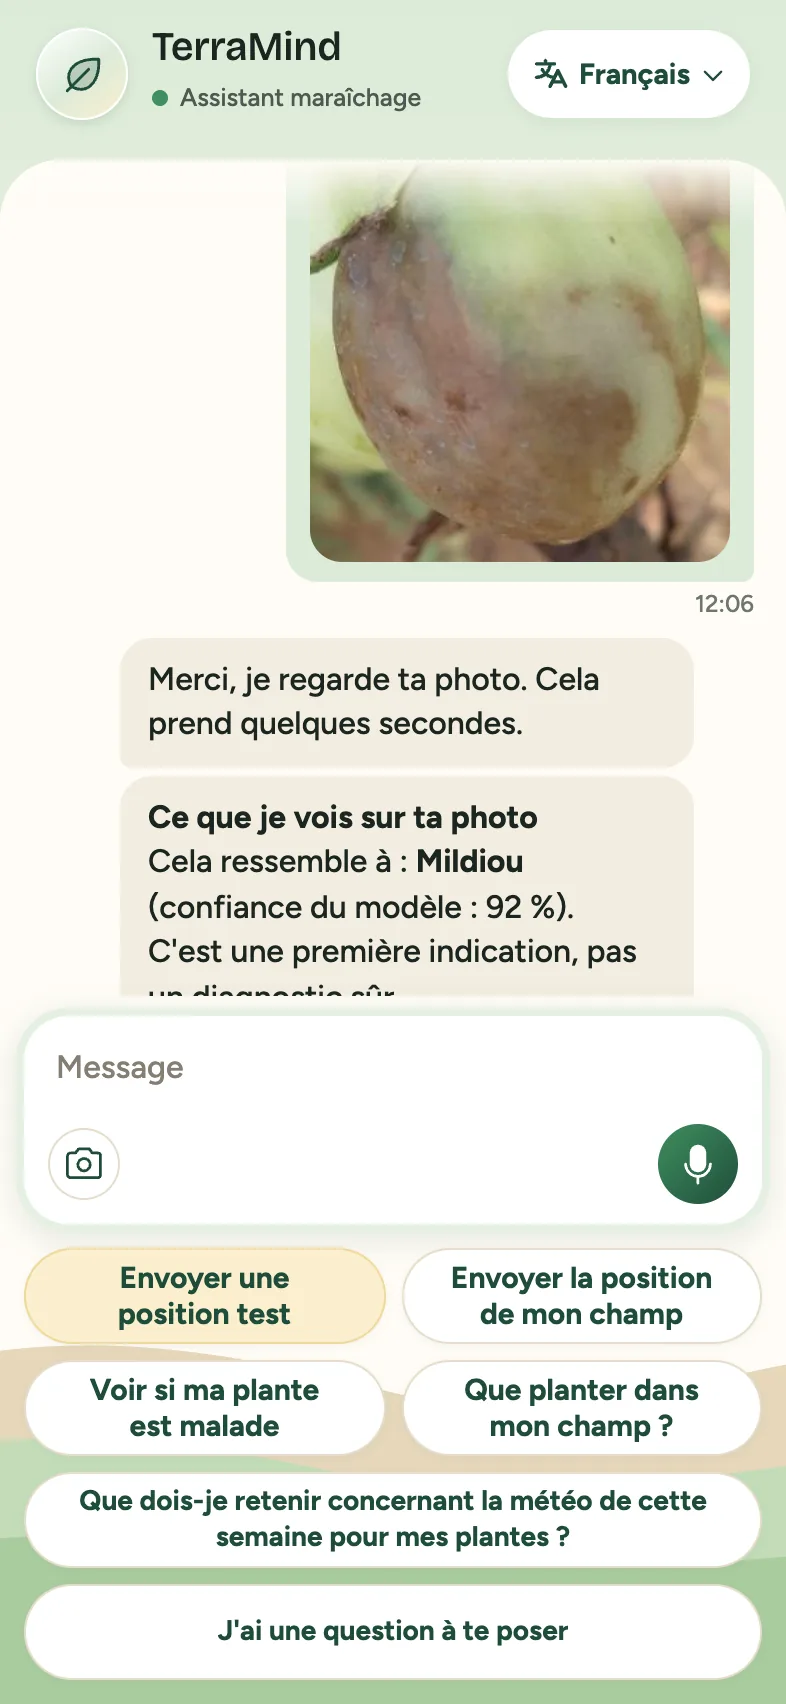 TerraMind
Assistant maraîchage
Français
12:06
Merci, je regarde ta photo. Cela
prend quelques secondes.
Ce que je vois sur ta photo
Cela ressemble à : Mildiou
(confiance du modèle : 92 %).
C'est une première indication, pas
un diagnostic sûr.
Message
Envoyer une
position test
Envoyer la position
de mon champ
Voir si ma plante
est malade
Que planter dans
mon champ ?
Que dois-je retenir concernant la météo de cette
semaine pour mes plantes ?
J'ai une question à te poser